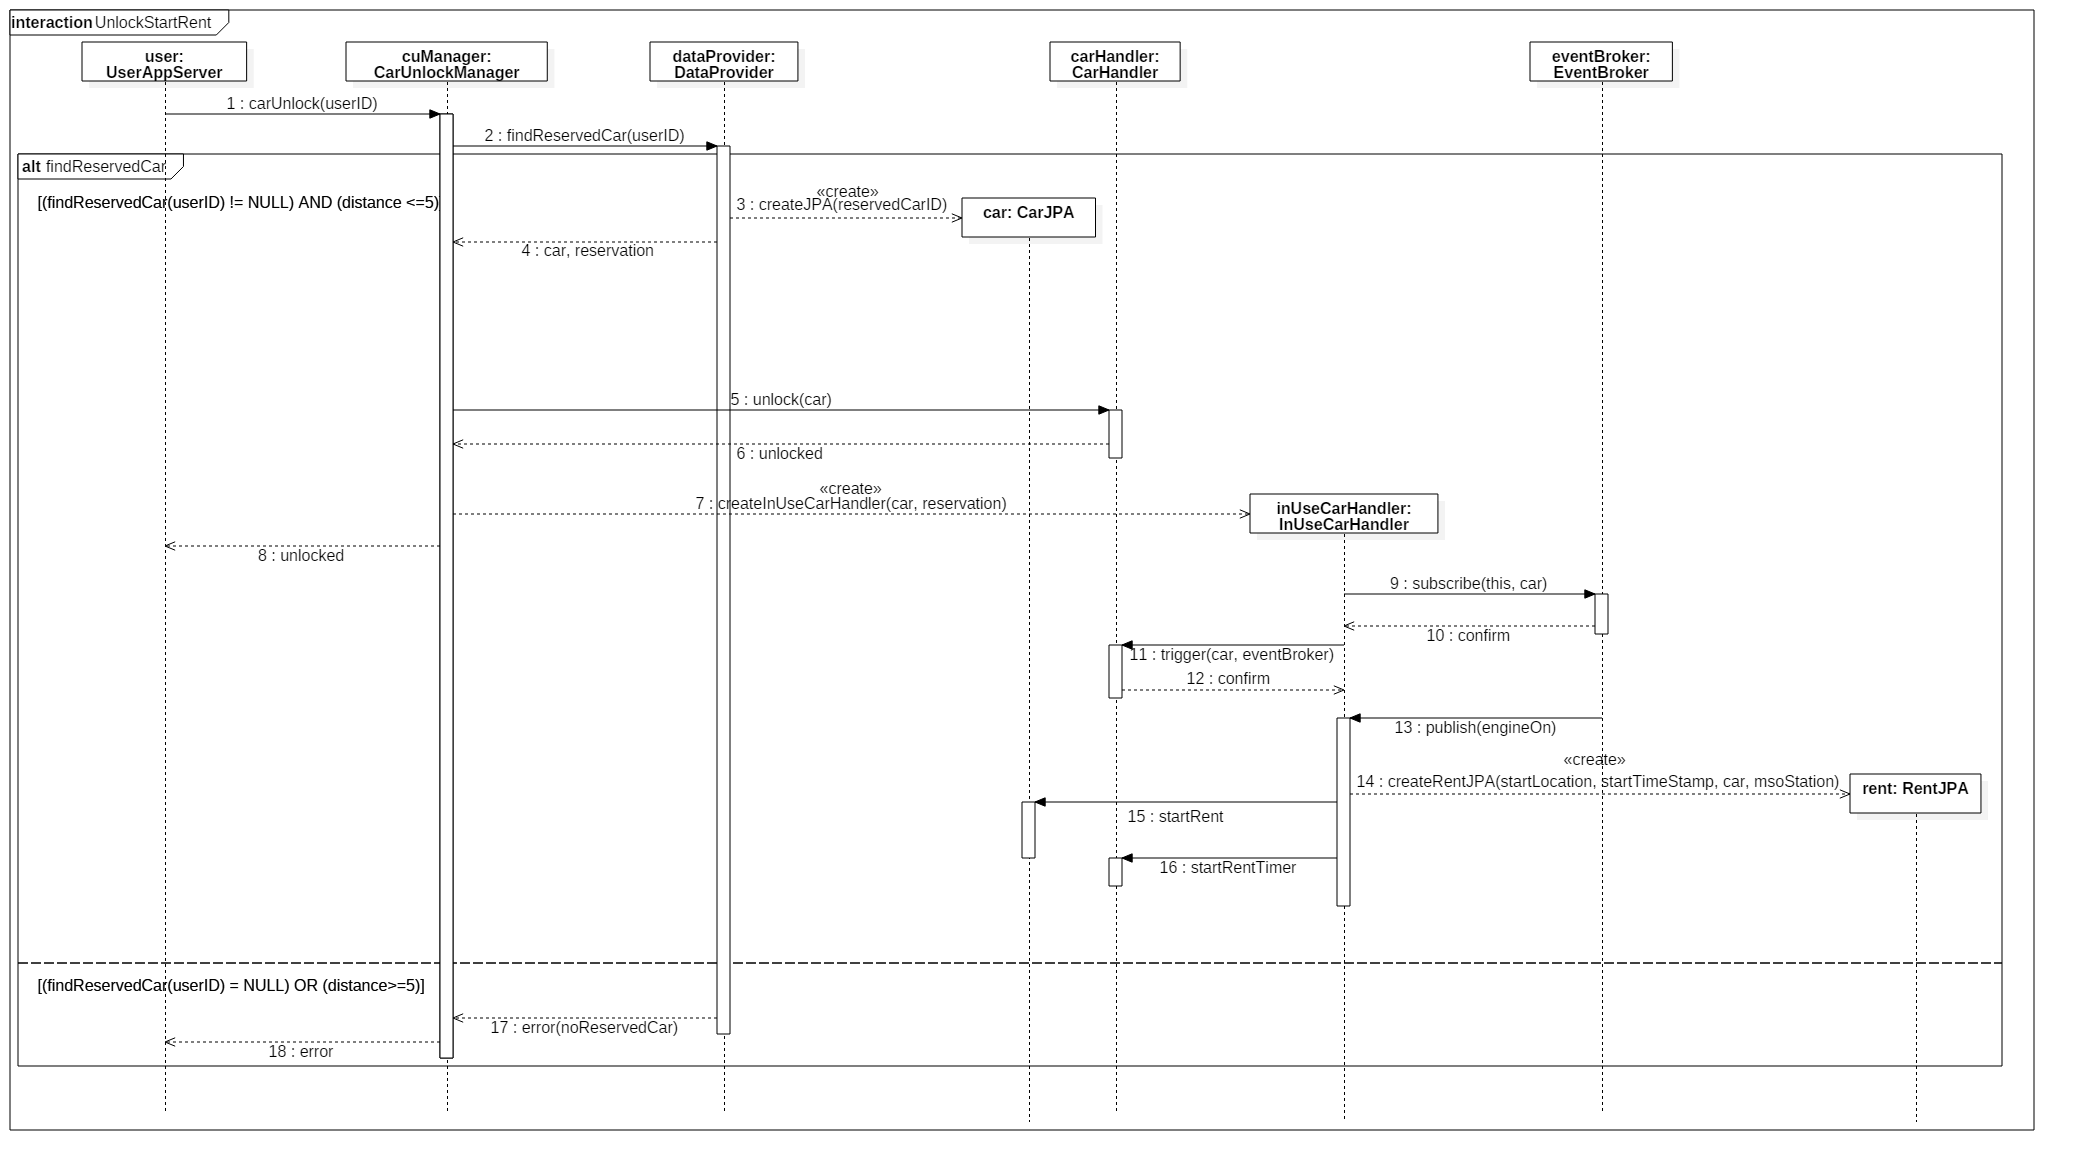 interaction UnlockStartRent
user:
UserAppServer
cuManager:
CarUnlockManager
dataProvider:
DataProvider
carHandler:
CarHandler
eventBroker:
EventBroker
1 : carUnlock(userID)
2 : findReservedCar(userID)
alt findReservedCar
[(findReservedCar(userID) != NULL) AND (distance <=5)
«create»
3 : createJPA(reservedCarID)
car: CarJPA
4 : car, reservation
5 : unlock(car)
6 : unlocked
«create»
7 : createInUseCarHandler(car, reservation)
inUseCarHandler:
InUseCarHandler
8 : unlocked
9 : subscribe(this, car)
10 : confirm
11 : trigger(car, eventBroker)
12 : confirm
13 : publish(engineOn)
«create»
14 : createRentJPA(startLocation, startTimeStamp, car, msoStation)
rent: RentJPA
15 : startRent
16 : startRentTimer
[(findReservedCar(userID) = NULL) OR (distance>=5)]
17 : error(noReservedCar)
18 : error